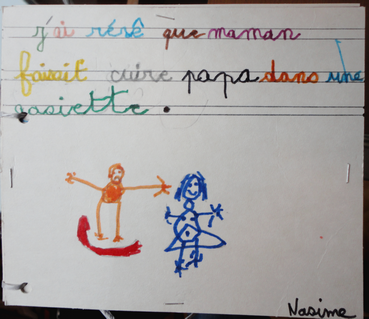 j'ai rêvé que maman
faisait cuire papa dans une
assiette.
Nasime